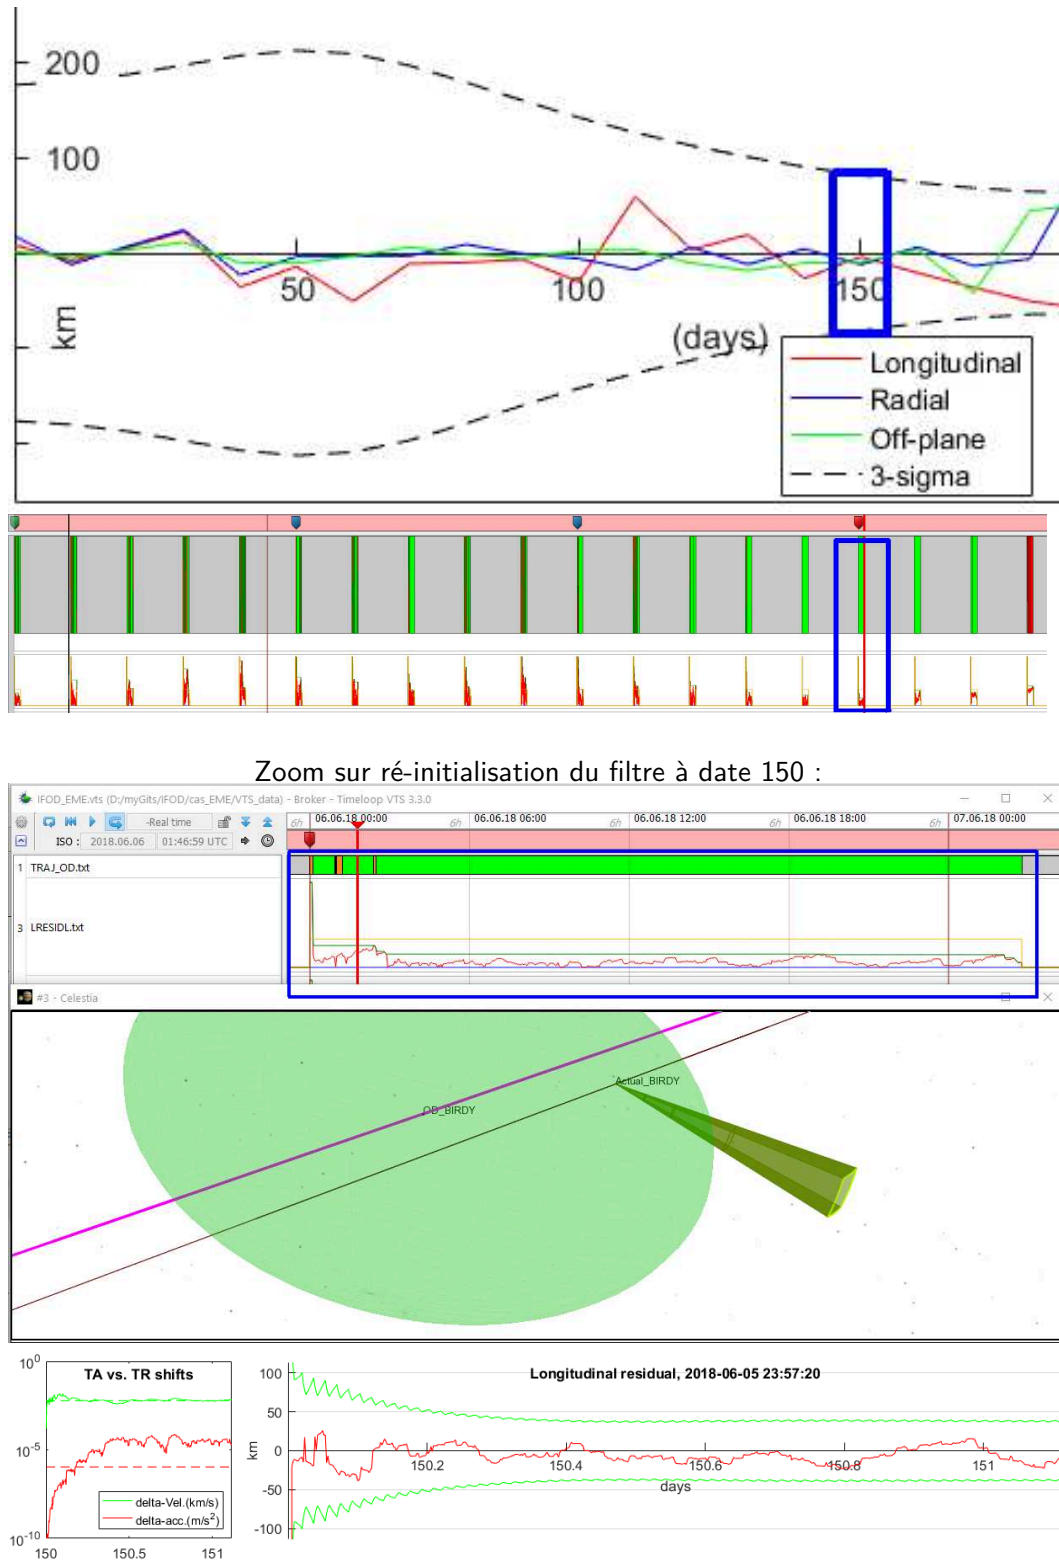 200
100
50
100
150
km
(days)
Longitudinal
Radial
Off-plane
3-sigma
Zoom sur ré-initialisation du filtre à date 150 :
IFOD_EME.vts (D:/myGits/IFOD/cas_EME/VTS_data) - Broker - Timeloop VTS 3.3.0
-Real time
6h 06.06.18 00:00 6h 06.06.18 06:00 6h 06.06.18 12:00 6h 06.06.18 18:00 6h 07.06.18 00:00
ISO : 2018.06.06 01:46:59 UTC
1 TRAJ_OD.txt
3 LRESIDL.txt
#3 - Celestia
Actual_BIRDY
OD_BIRDY
TA vs. TR shifts
10^0
10^-5
10^-10
delta-Vel.(km/s)
delta-acc.(m/s^2)
150 150.5 151
Longitudinal residual, 2018-06-05 23:57:20
100
50
0
-50
-100
km
150.2 150.4 150.6 150.8 151
days